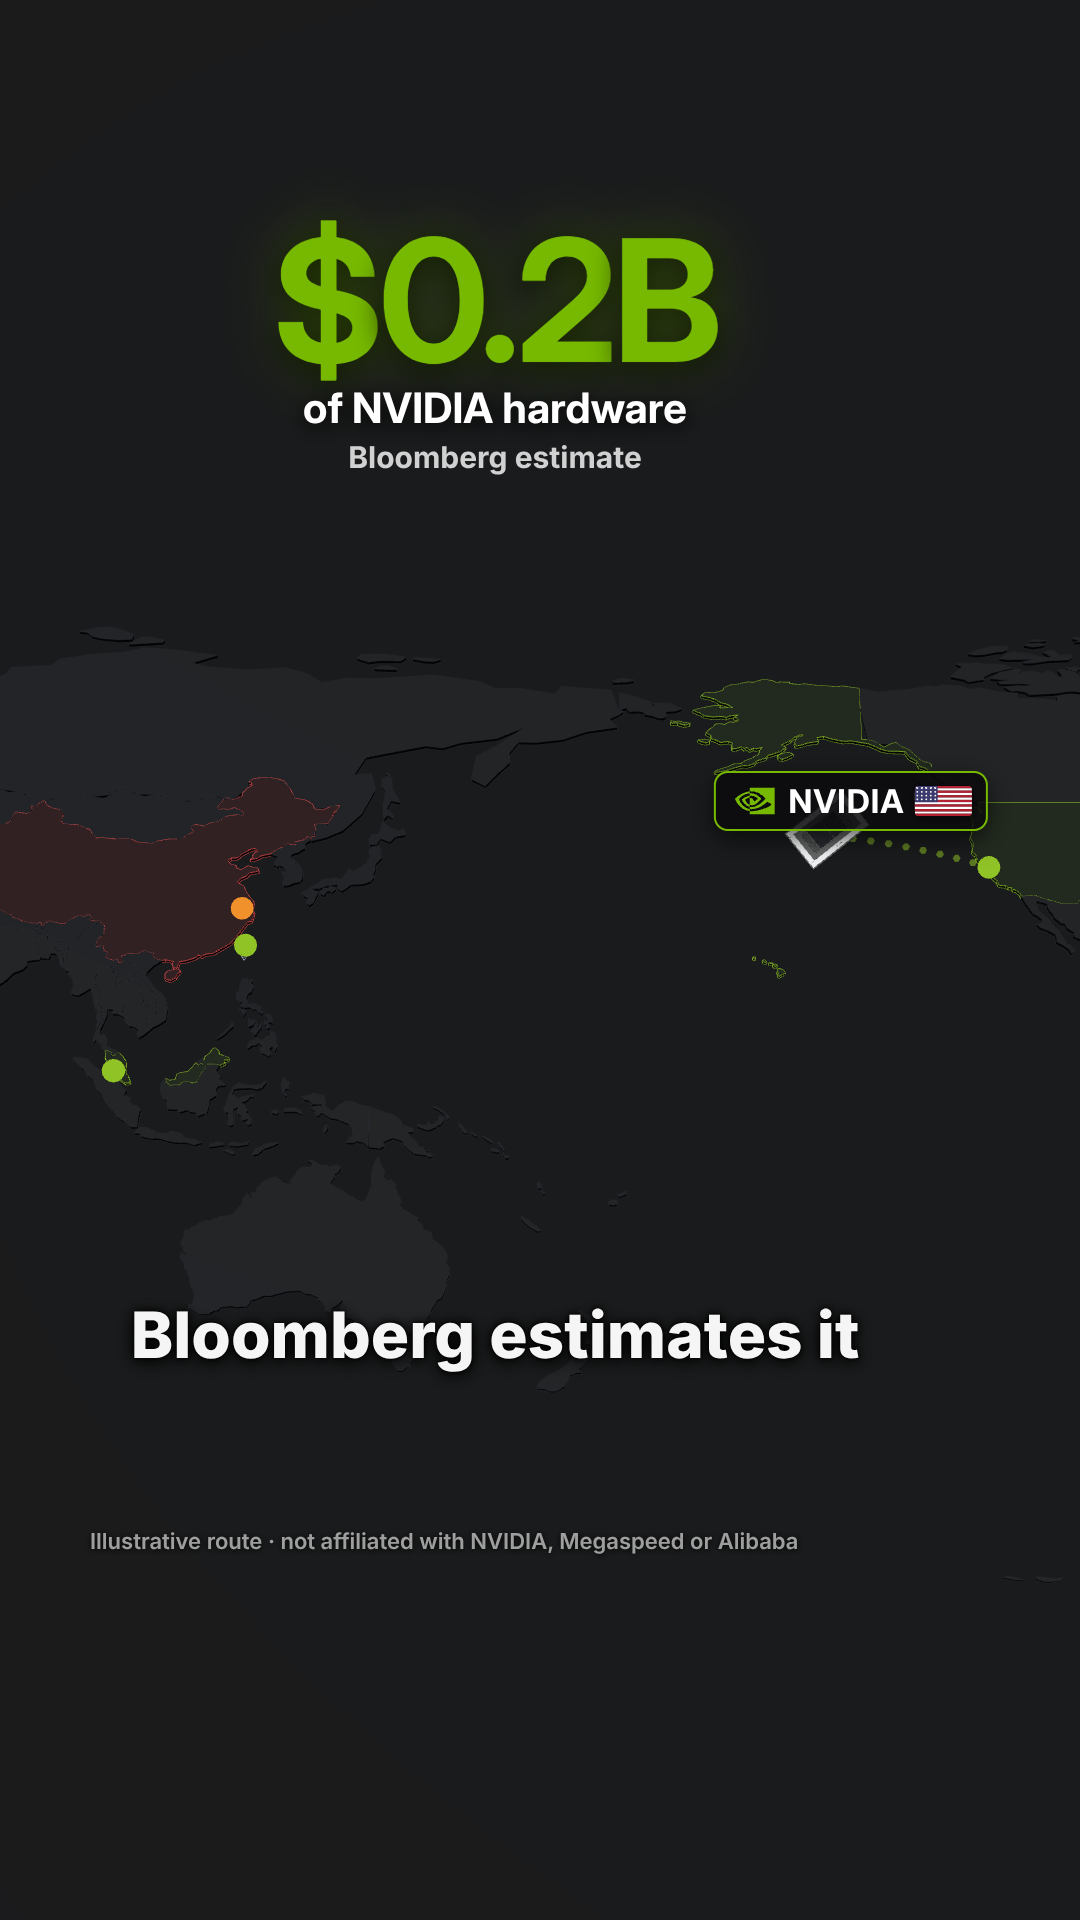 $0.2B
of NVIDIA hardware
Bloomberg estimate
NVIDIA
Bloomberg estimates it
Illustrative route · not affiliated with NVIDIA, Megaspeed or Alibaba